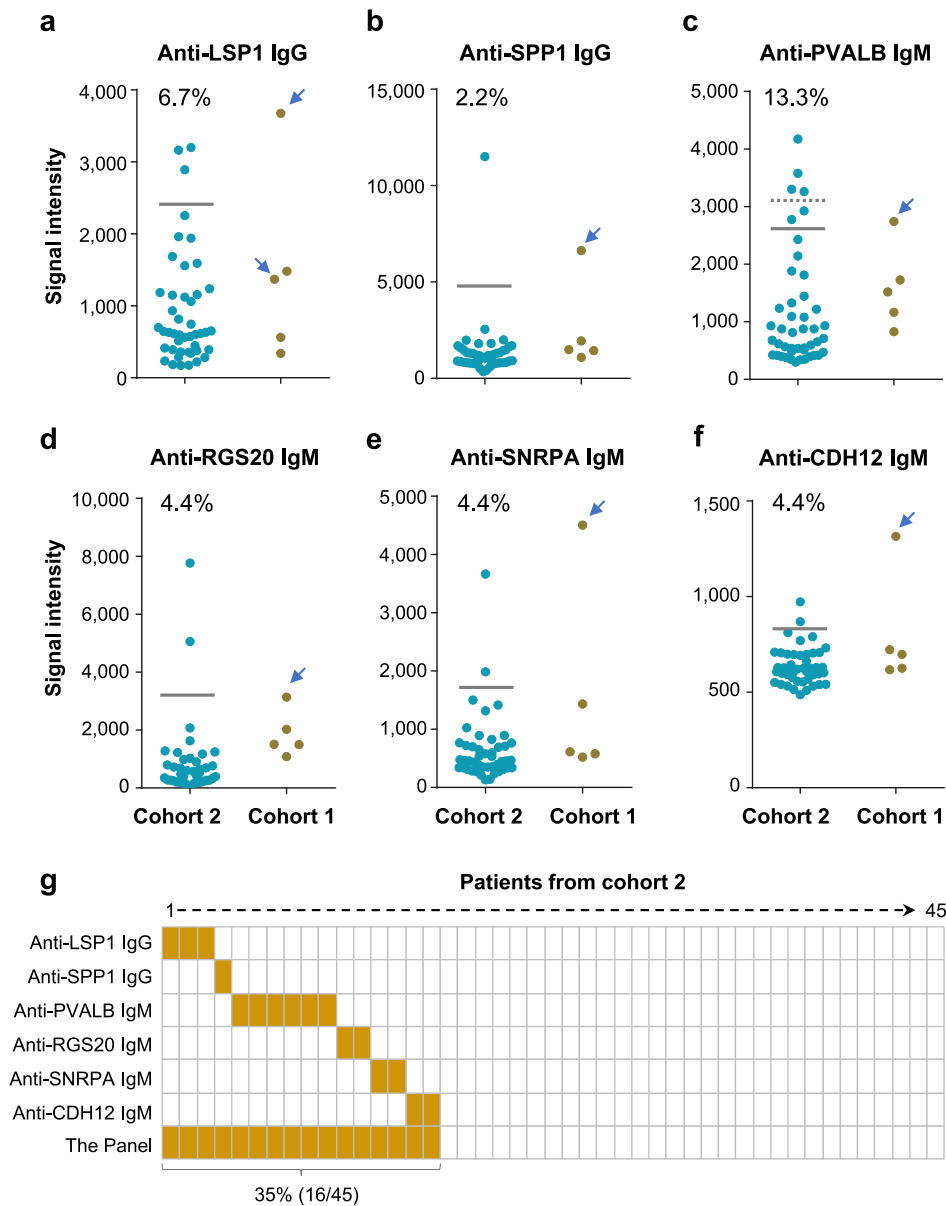 a
Anti-LSP1 IgG
6.7%
Signal intensity
4,000
3,000
2,000
1,000
0
b
Anti-SPP1 IgG
2.2%
15,000
10,000
5,000
0
c
Anti-PVALB IgM
13.3%
5,000
4,000
3,000
2,000
1,000
0
d
Anti-RGS20 IgM
4.4%
Signal intensity
10,000
8,000
6,000
4,000
2,000
0
Cohort 2 Cohort 1
e
Anti-SNRPA IgM
4.4%
5,000
4,000
3,000
2,000
1,000
0
Cohort 2 Cohort 1
f
Anti-CDH12 IgM
4.4%
1,500
1,000
500
0
Cohort 2 Cohort 1
g
Patients from cohort 2
1 45
Anti-LSP1 IgG
Anti-SPP1 IgG
Anti-PVALB IgM
Anti-RGS20 IgM
Anti-SNRPA IgM
Anti-CDH12 IgM
The Panel
35% (16/45)